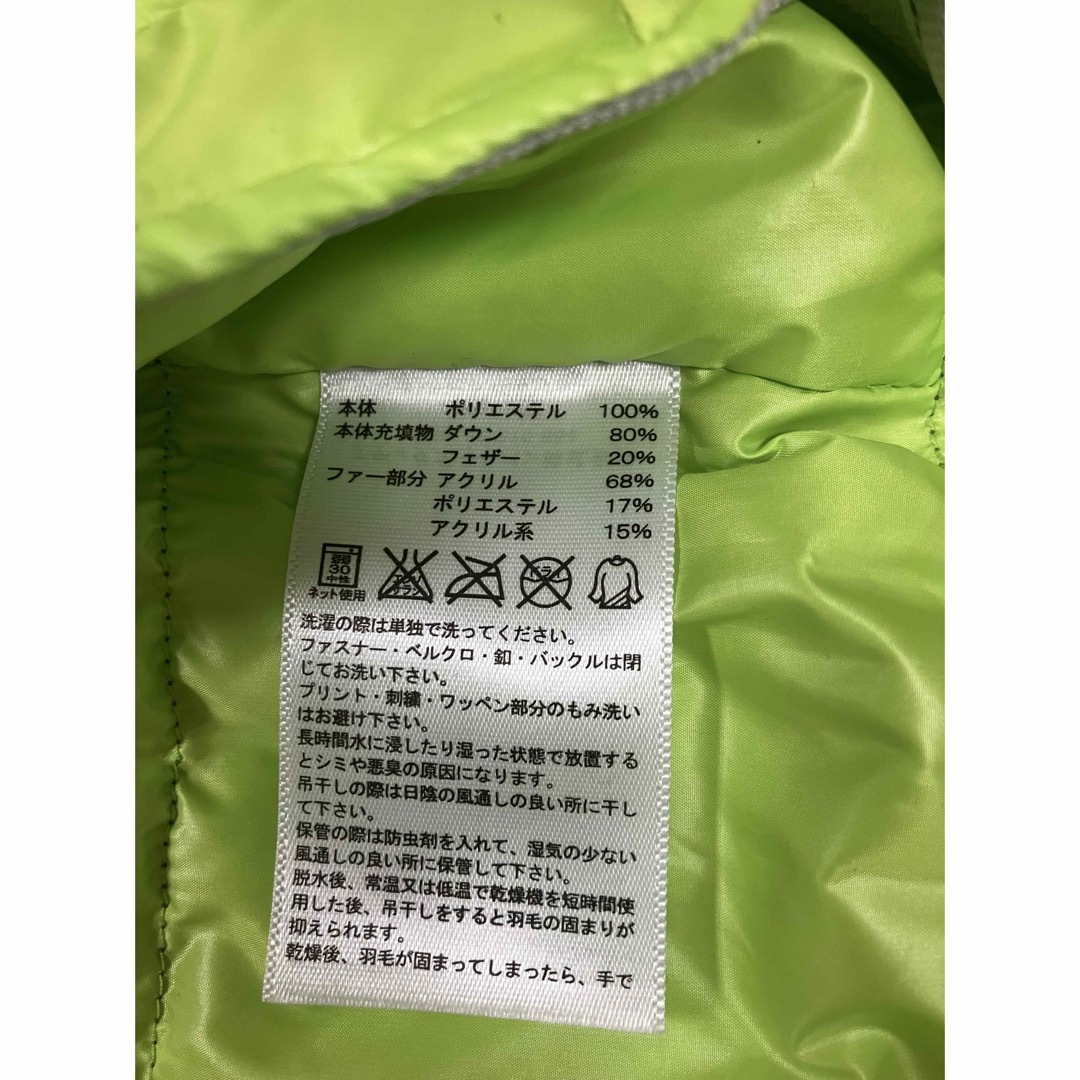 本体 ポリエステル 100%
本体充填物 ダウン 80%
フェザー 20%
ファー部分 アクリル 68%
ポリエステル 17%
アクリル系 15%
弱
30
中性
エンソ
サラシ
ドライ
ネット使用
洗濯の際は単独で洗ってください。
ファスナー・ベルクロ・釦・バックルは閉
じてお洗い下さい。
プリント・刺繍・ワッペン部分のもみ洗い
はお避け下さい。
長時間水に浸したり湿った状態で放置する
とシミや悪臭の原因になります。
吊干しの際は日陰の風通しの良い所に干し
て下さい。
保管の際は防虫剤を入れて、湿気の少ない
風通しの良い所に保管して下さい。
脱水後、常温又は低温で乾燥機を短時間使
用した後、吊干しをすると羽毛の固まりが
抑えられます。
乾燥後、羽毛が固まってしまったら、手で